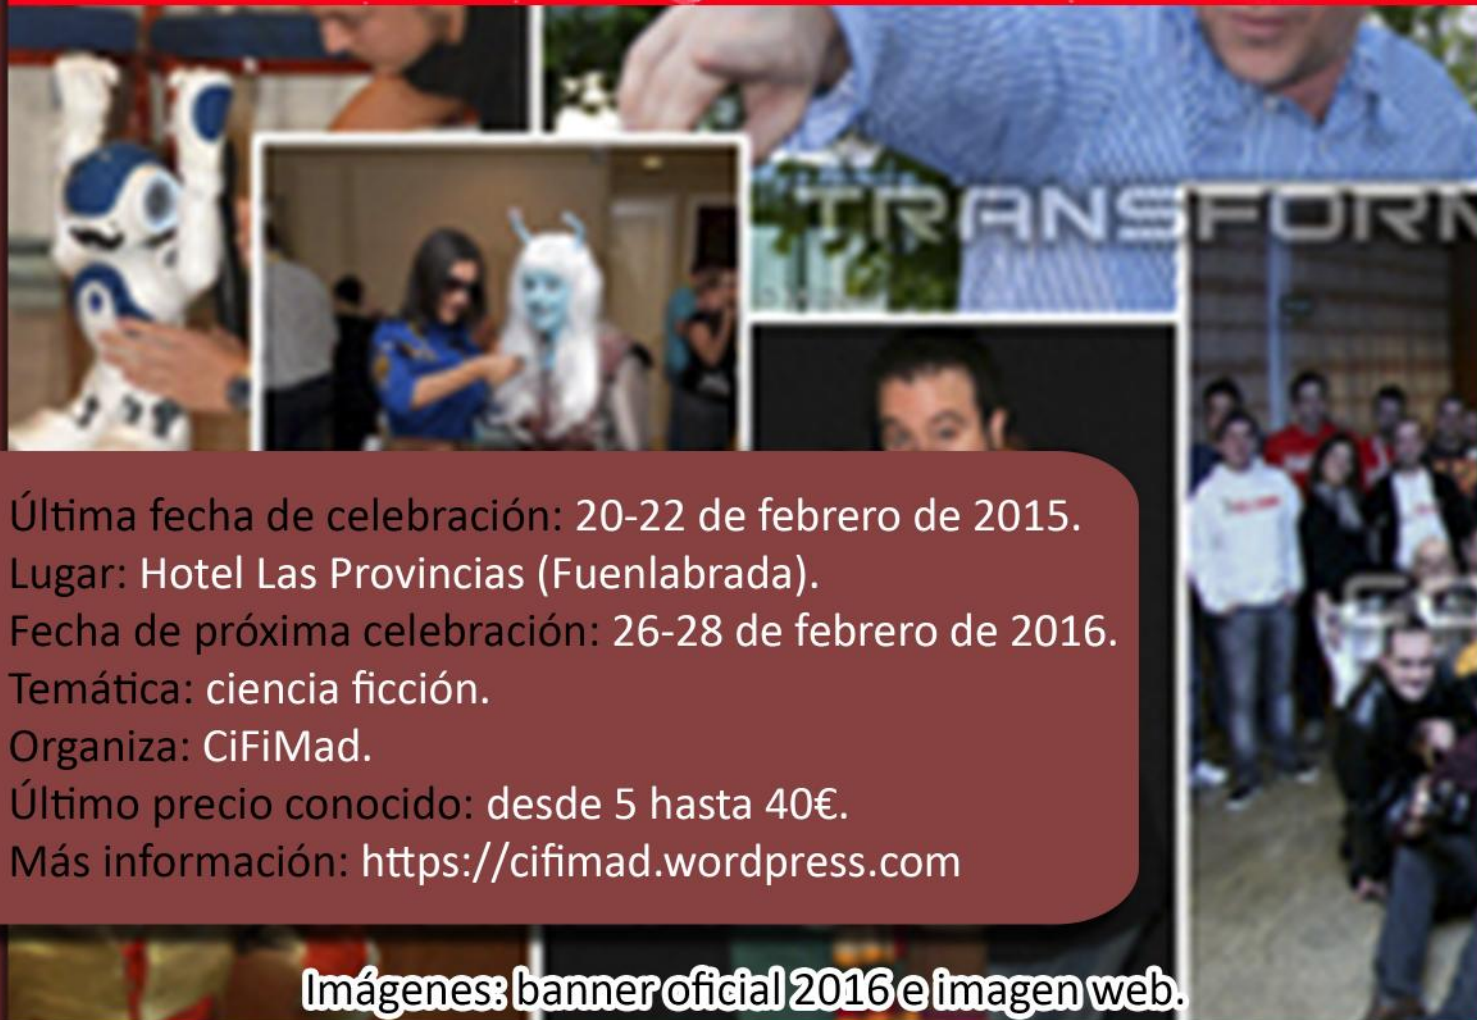 TRANSFORM
Última fecha de celebración: 20-22 de febrero de 2015.
Lugar: Hotel Las Provincias (Fuenlabrada).
Fecha de próxima celebración: 26-28 de febrero de 2016.
Temática: ciencia ficción.
Organiza: CiFiMad.
Último precio conocido: desde 5 hasta 40€.
Más información: https://cifimad.wordpress.com
Imágenes: banner oficial 2016 e imagen web.